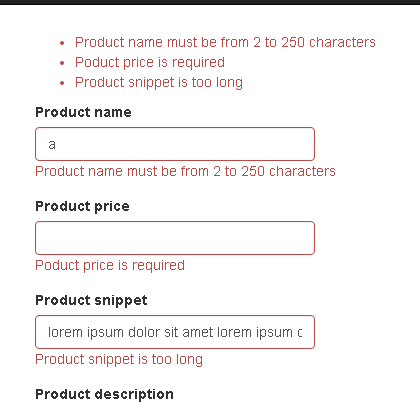 Product name must be from 2 to 250 characters
Poduct price is required
Product snippet is too long
Product name
a
Product name must be from 2 to 250 characters
Product price
Poduct price is required
Product snippet
lorem ipsum dolor sit amet lorem ipsum c
Product snippet is too long
Product description